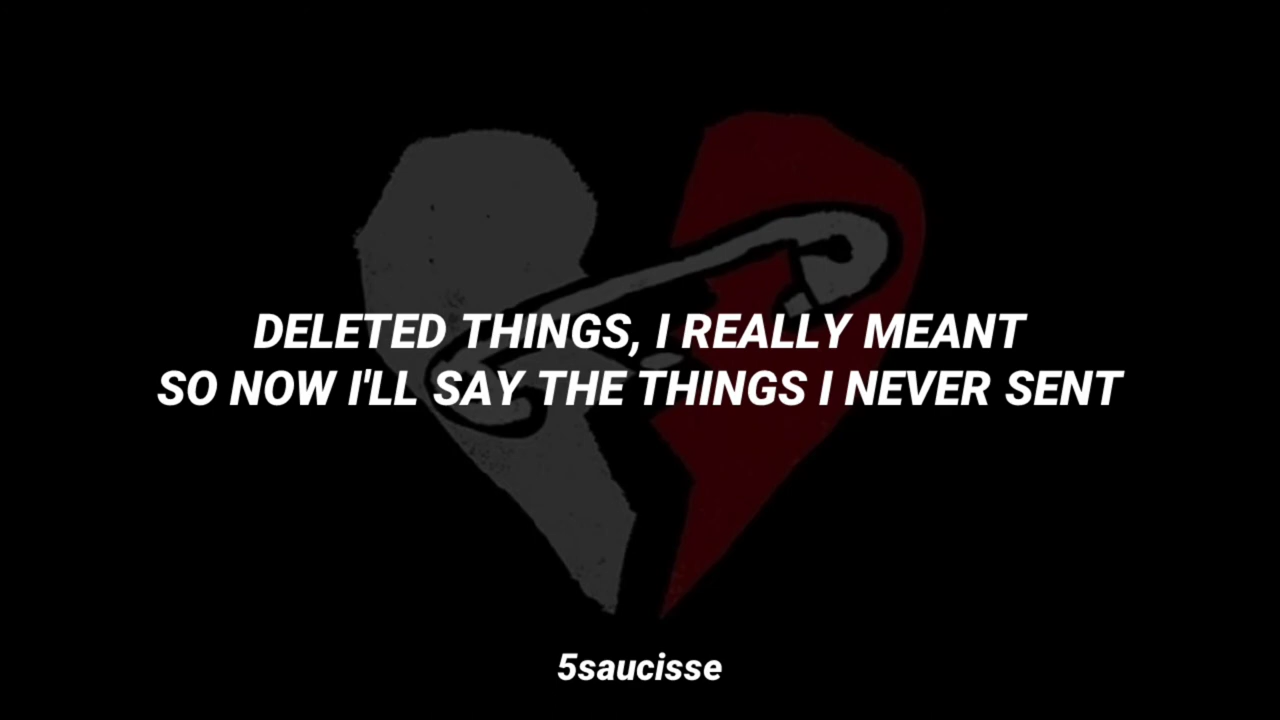 DELETED THINGS, I REALLY MEANT
SO NOW I'LL SAY THE THINGS I NEVER SENT
5saucisse